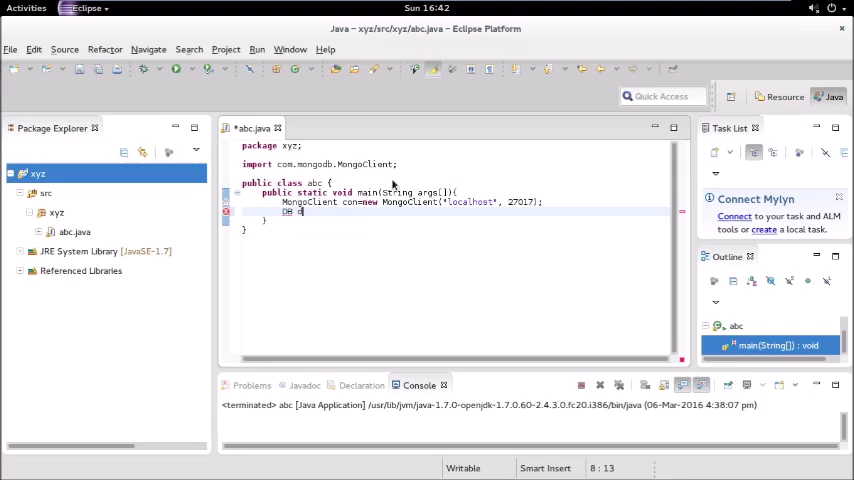 Activities Eclipse Sun 16:42
Java – xyz/src/xyz/abc.java – Eclipse Platform
File Edit Source Refactor Navigate Search Project Run Window Help
Quick Access Resource Java
Package Explorer *abc.java Task List
package xyz;
xyz
import com.mongodb.MongoClient;
src
public class abc {
xyz
public static void main(String args[]){
abc.java
MongoClient con=new MongoClient("localhost", 27017);
JRE System Library [JavaSE-1.7]
DB d
Referenced Libraries
}
}
Connect Mylyn
Connect to your task and ALM
tools or create a local task.
Outline
abc
main(String[]) : void
Problems Javadoc Declaration Console
<terminated> abc [Java Application] /usr/lib/jvm/java-1.7.0-openjdk-1.7.0.60-2.4.3.0.fc20.i386/bin/java (06-Mar-2016 4:38:07 pm)
Writable Smart Insert 8 : 13